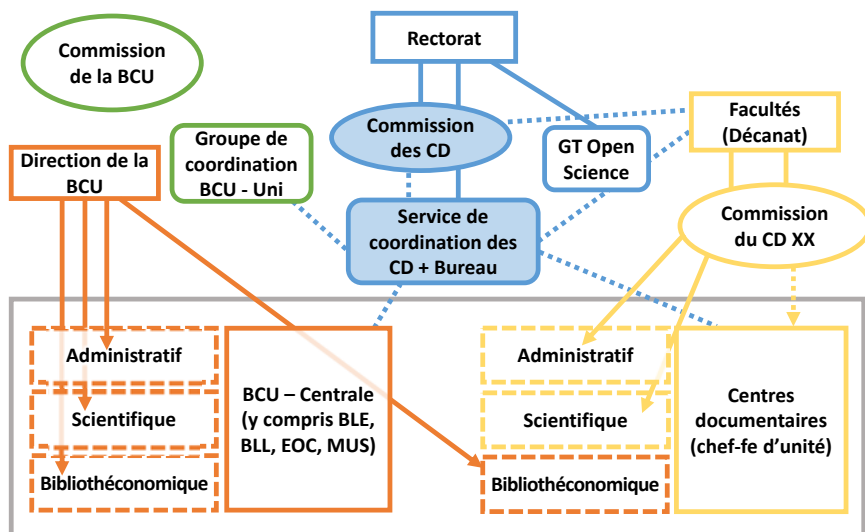 Commission
de la BCU
Rectorat
Commission
des CD
Groupe de
coordination
BCU - Uni
GT Open
Science
Facultés
(Décanat)
Direction de la
BCU
Service de
coordination des
CD + Bureau
Commission
du CD XX
Administratif
Scientifique
Bibliothéconomique
BCU – Centrale
(y compris BLE,
BLL, EOC, MUS)
Administratif
Scientifique
Bibliothéconomique
Centres
documentaires
(chef-fe d’unité)